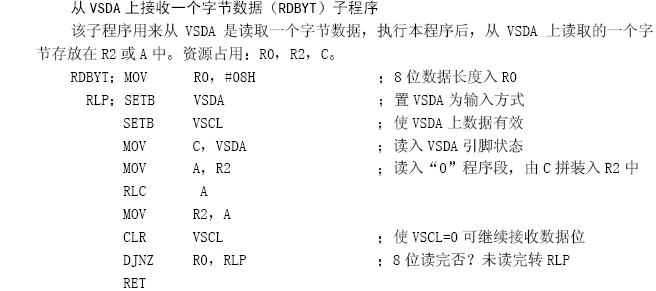 从 VSDA 上接收一个字节数据（RDBYT）子程序
该子程序用来从 VSDA 是读取一个字节数据，执行本程序后，从 VSDA 上读取的一个字
节存放在 R2 或 A 中。资源占用：R0，R2，C。
RDBYT；MOV R0，#08H ；8 位数据长度入 R0
RLP；SETB VSDA ；置 VSDA 为输入方式
SETB VSCL ；使 VSDA 上数据有效
MOV C，VSDA ；读入 VSDA 引脚状态
MOV A，R2 ；读入“0”程序段，由 C 拼装入 R2 中
RLC A
MOV R2，A
CLR VSCL ；使 VSCL=0 可继续接收数据位
DJNZ R0，RLP ；8 位读完否？未读完转 RLP
RET